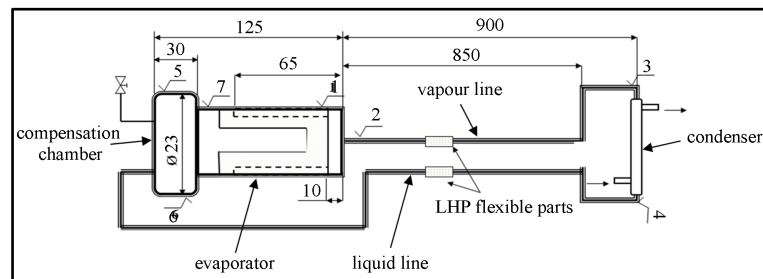 125
900
30
850
5
7
65
1
3
2
vapour line
compensation
chamber
ø 23
condenser
10
LHP flexible parts
6
4
evaporator
liquid line